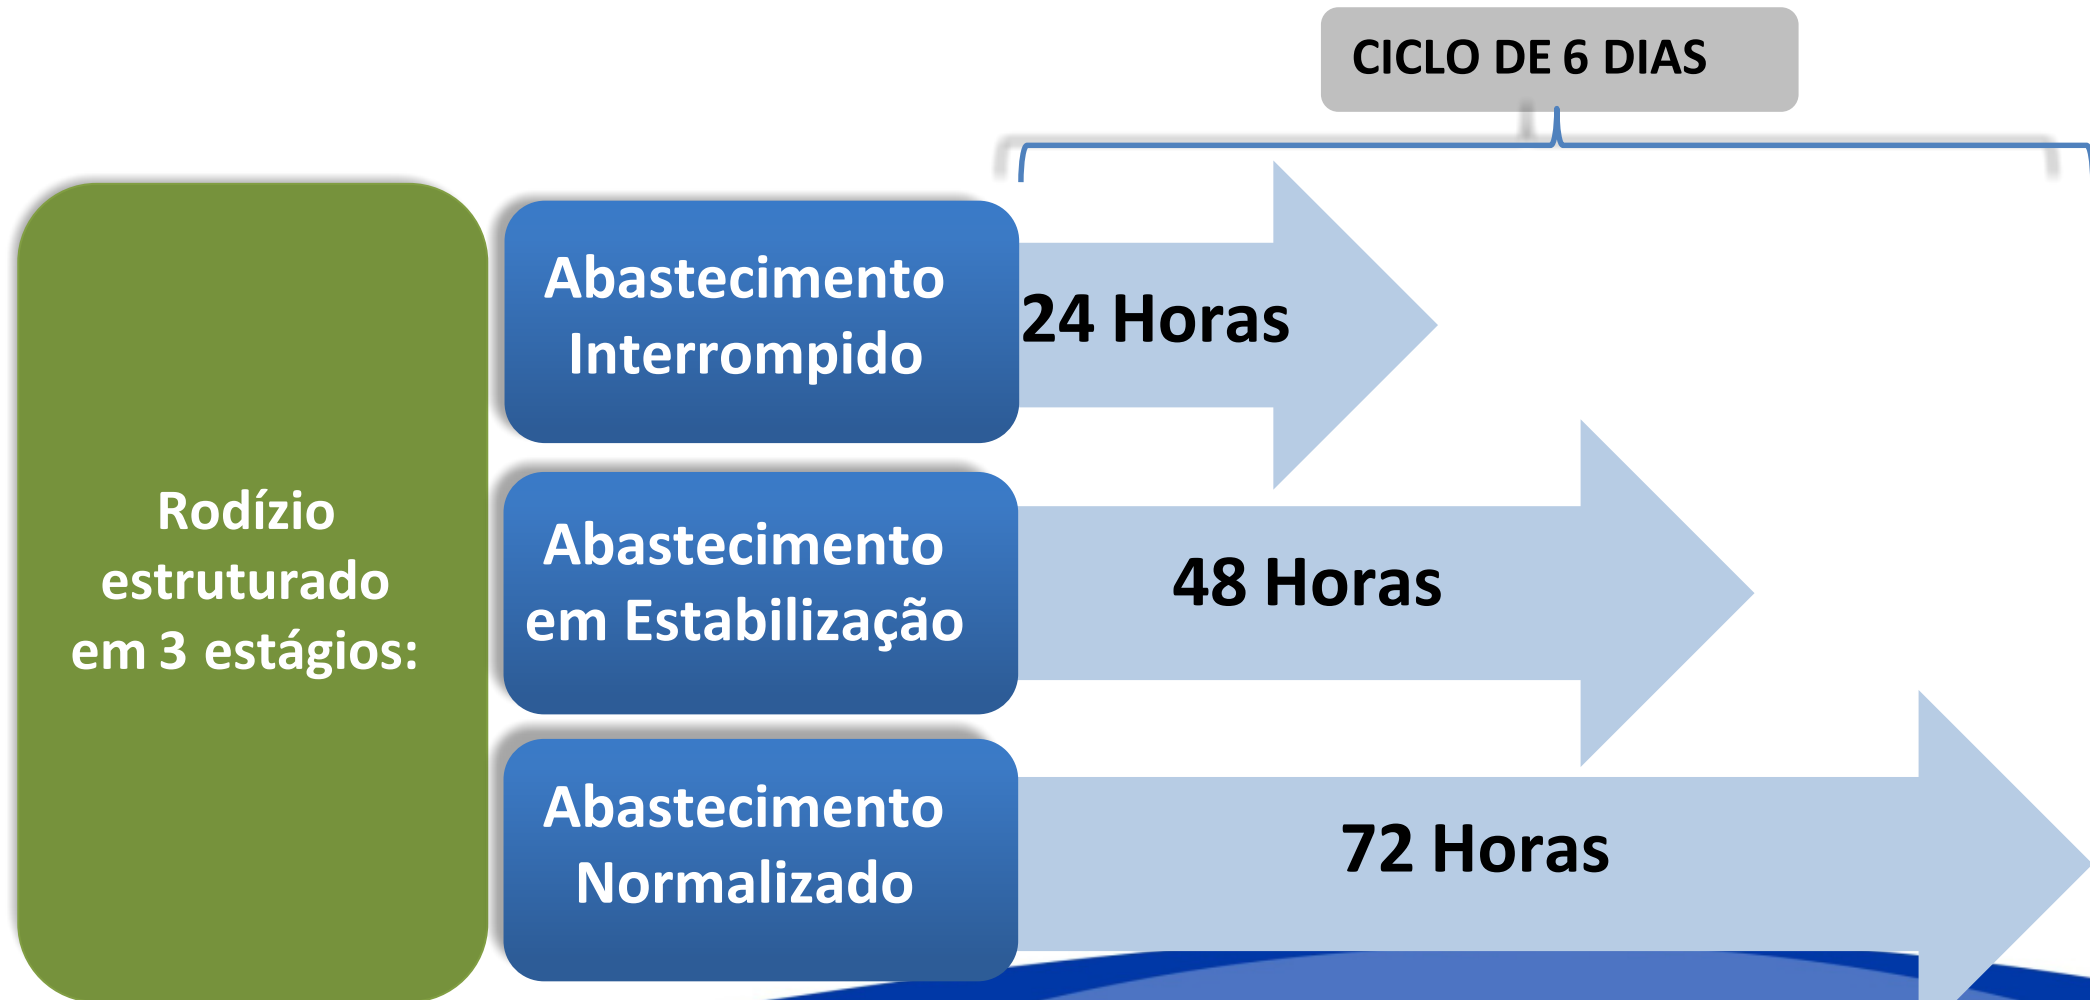 CICLO DE 6 DIAS
Rodízio
estruturado
em 3 estágios:
Abastecimento
Interrompido
24 Horas
Abastecimento
em Estabilização
48 Horas
Abastecimento
Normalizado
72 Horas